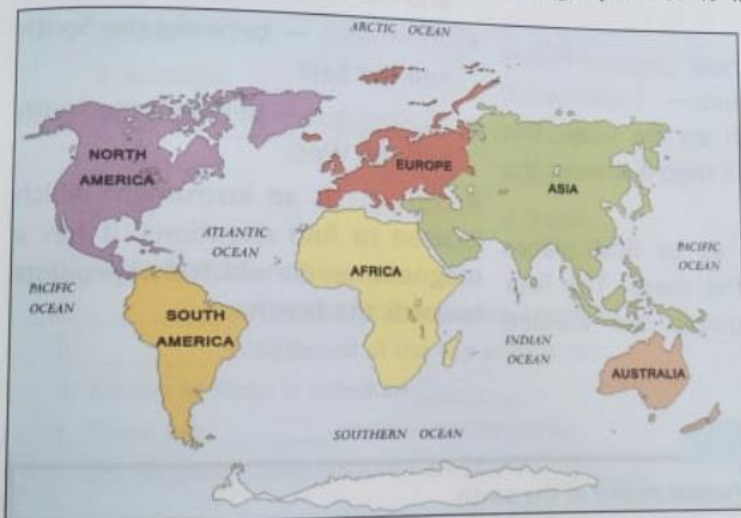 ARCTIC OCEAN
NORTH
AMERICA
EUROPE
ASIA
ATLANTIC
OCEAN
PACIFIC
OCEAN
AFRICA
PACIFIC
OCEAN
SOUTH
AMERICA
INDIAN
OCEAN
AUSTRALIA
SOUTHERN OCEAN